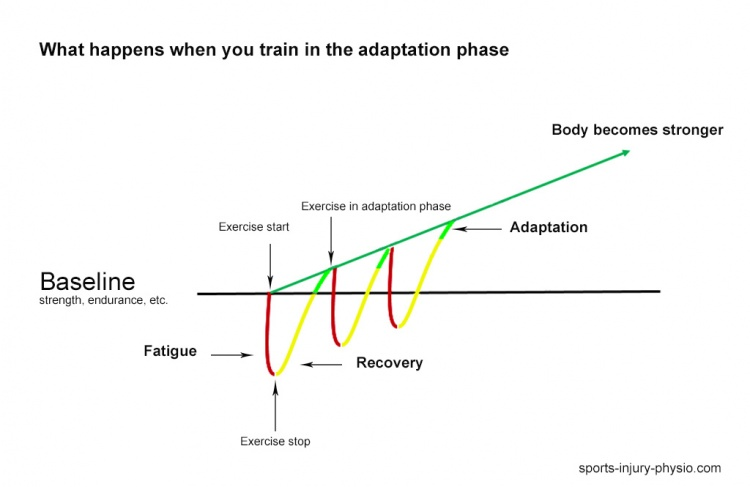 What happens when you train in the adaptation phase
Body becomes stronger
Exercise in adaptation phase
Exercise start
Adaptation
Baseline
strength, endurance, etc.
Fatigue
Recovery
Exercise stop
sports-injury-physio.com